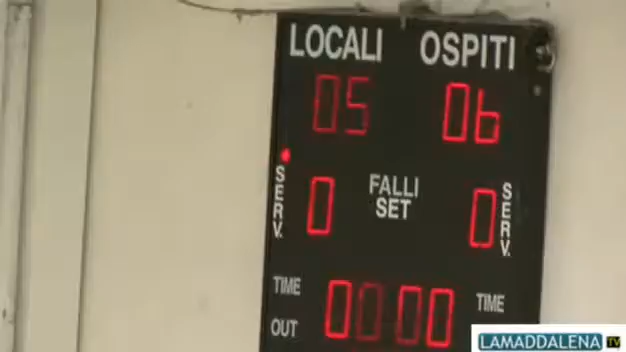 LOCALI OSPITI
05 06
SERV. 0 FALLI SET 0 SERV.
TIME OUT 00 00 TIME
LAMADDALENA TV